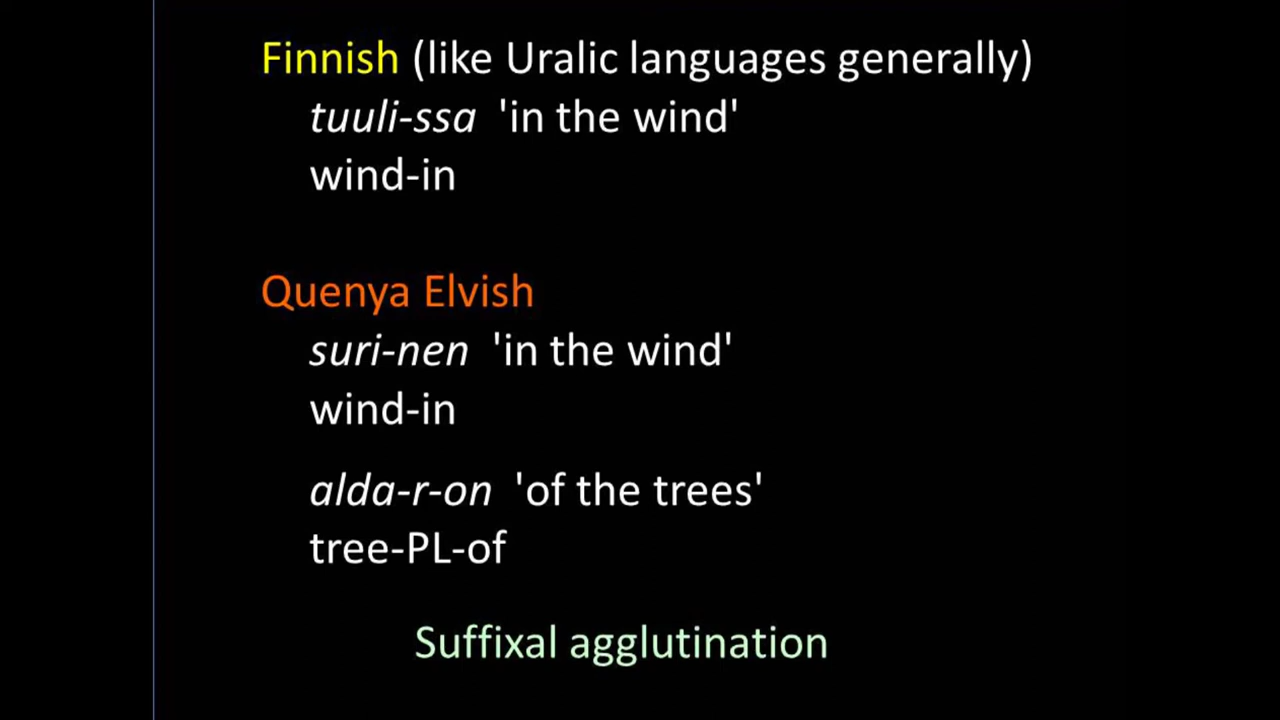 Finnish (like Uralic languages generally)
tuuli-ssa 'in the wind'
wind-in
Quenya Elvish
suri-nen 'in the wind'
wind-in
alda-r-on 'of the trees'
tree-PL-of
Suffixal agglutination